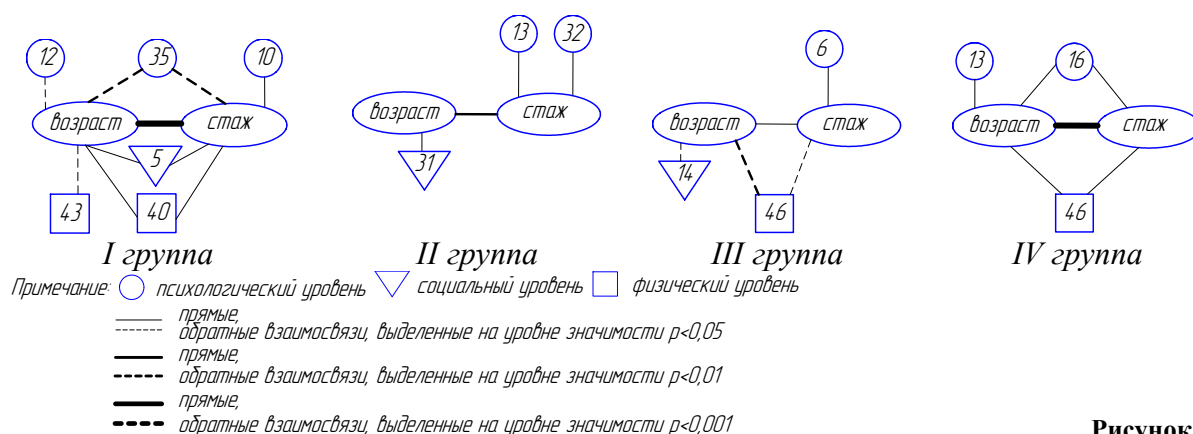 12 35 10
возраст стаж
5
43 40
I группа
13 32
возраст стаж
31
II группа
6
возраст стаж
14
46
III группа
13 16
возраст стаж
46
IV группа
Примечание: психологический уровень социальный уровень физический уровень
прямые,
обратные взаимосвязи, выделенные на уровне значимости p<0,05
прямые,
обратные взаимосвязи, выделенные на уровне значимости p<0,01
прямые,
обратные взаимосвязи, выделенные на уровне значимости p<0,001
Рисунок